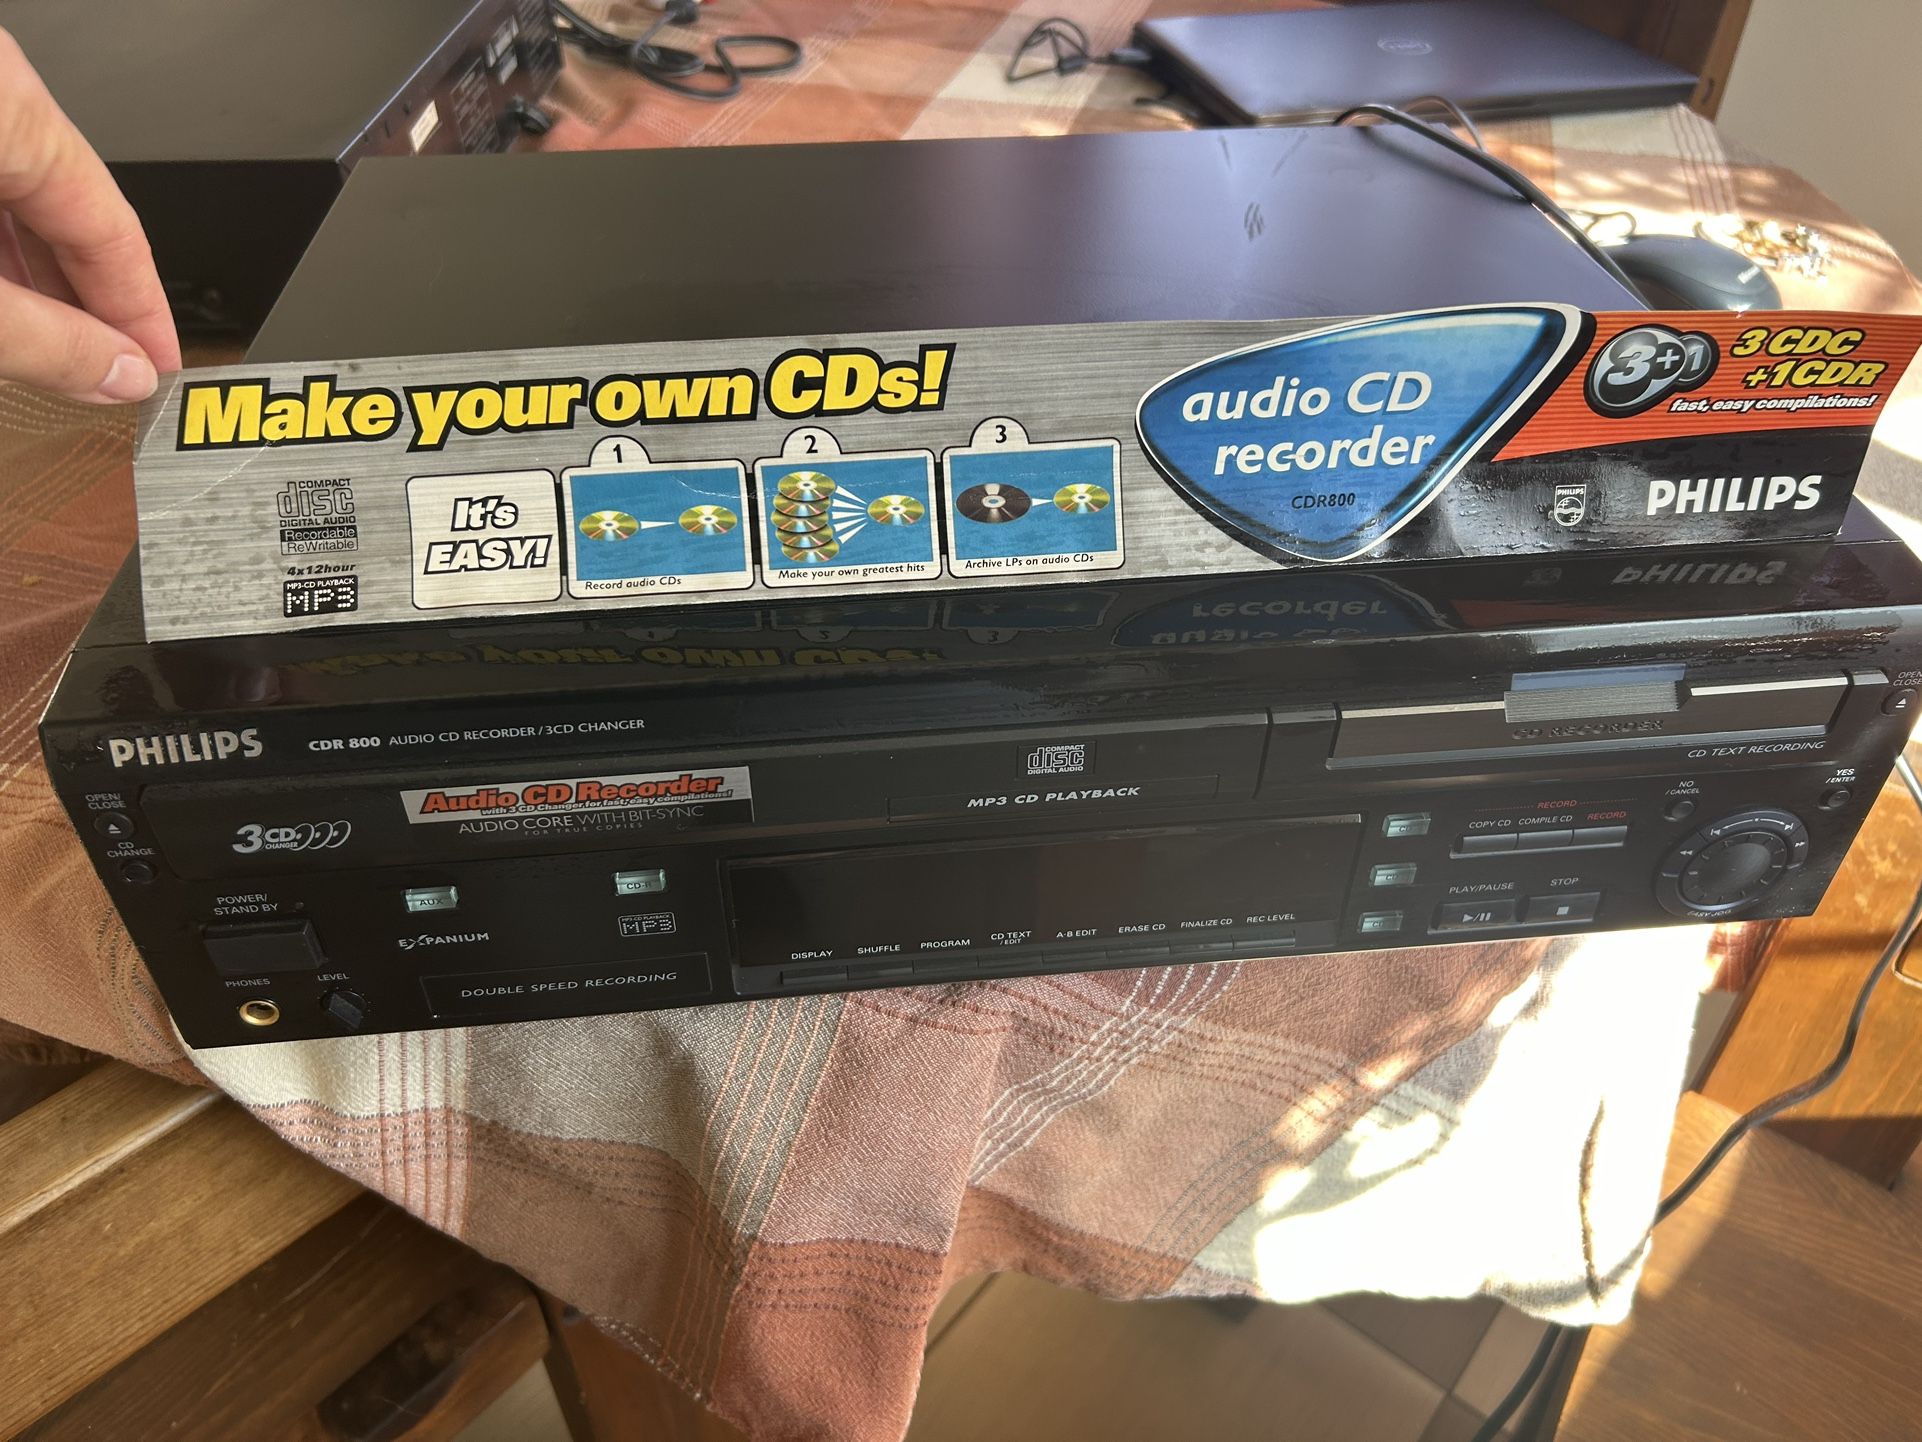 Make your own CDs!
COMPACT
disc
DIGITAL AUDIO
Recordable
ReWritable
4x12hour
MP3-CD PLAYBACK
MP3
It's
EASY!
1
Record audio CDs
2
Make your own greatest hits
3
Archive LPs on audio CDs
audio CD
recorder
CDR800
3+1
3 CDC
+1CDR
fast, easy compilations!
PHILIPS
PHILIPS
PHILIPS
CDR 800 AUDIO CD RECORDER/3CD CHANGER
COMPACT
disc
DIGITAL AUDIO
MP3 CD PLAYBACK
CD RECORDER
CD TEXT RECORDING
OPEN
CLOSE
OPEN/
CLOSE
CD
CHANGE
3CD
CHANGER
Audio CD Recorder
with 3 CD Changer for fast, easy compilations!
AUDIO CORE WITH BIT-SYNC
FOR TRUE COPIES
POWER/
STAND BY
AUX
CD-R
EXPANIUM
MP3-CD PLAYBACK
MP3
PHONES
LEVEL
DOUBLE SPEED RECORDING
DISPLAY
SHUFFLE
PROGRAM
CD TEXT
/EDIT
A-B EDIT
ERASE CD
FINALIZE CD
REC LEVEL
RECORD
COPY CD
COMPILE CD
RECORD
PLAY/PAUSE
STOP
NO
/CANCEL
YES
/ENTER
EASY JOG